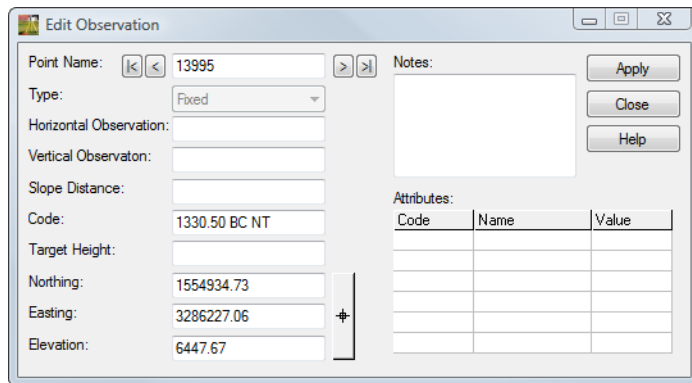 Edit Observation
Point Name: |< < 13995 > >|
Type: Fixed
Horizontal Observation:
Vertical Observaton:
Slope Distance:
Code: 1330.50 BC NT
Target Height:
Northing: 1554934.73
Easting: 3286227.06
Elevation: 6447.67
Notes:
Apply
Close
Help
Attributes:
Code Name Value